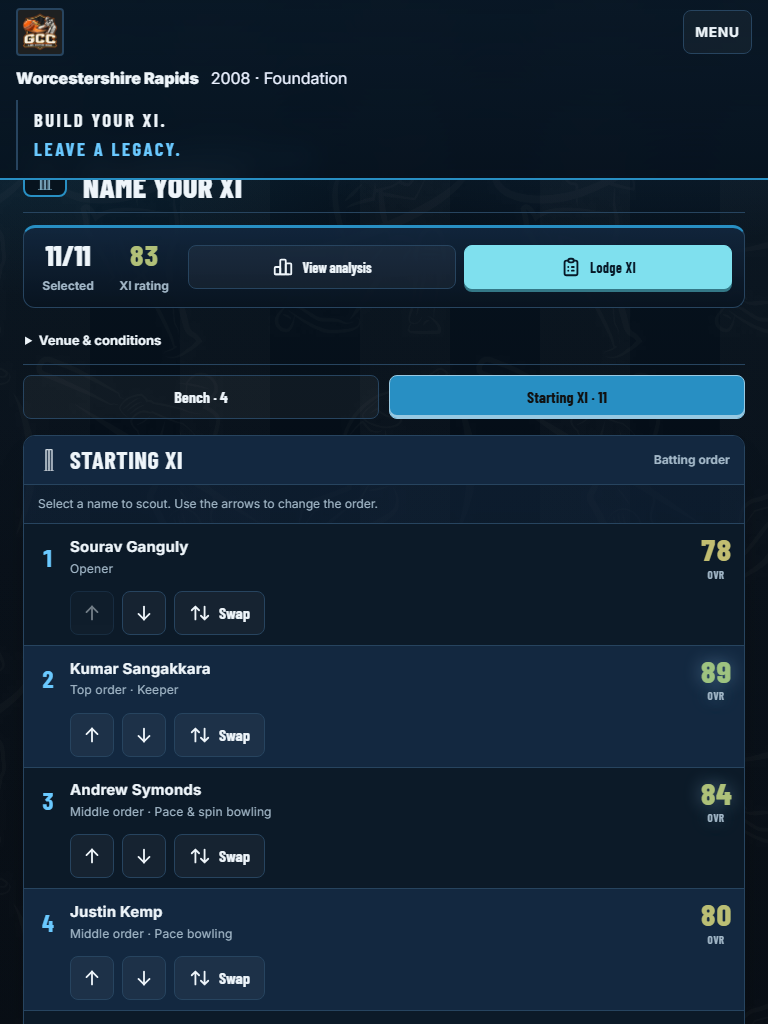 GCC
MENU
Worcestershire Rapids 2008 · Foundation
BUILD YOUR XI.
LEAVE A LEGACY.
NAME YOUR XI
11/11
Selected
83
XI rating
View analysis
Lodge XI
Venue & conditions
Bench · 4
Starting XI · 11
STARTING XI
Batting order
Select a name to scout. Use the arrows to change the order.
1
Sourav Ganguly
Opener
78
OVR
Swap
2
Kumar Sangakkara
Top order · Keeper
89
OVR
Swap
3
Andrew Symonds
Middle order · Pace & spin bowling
84
OVR
Swap
4
Justin Kemp
Middle order · Pace bowling
80
OVR
Swap